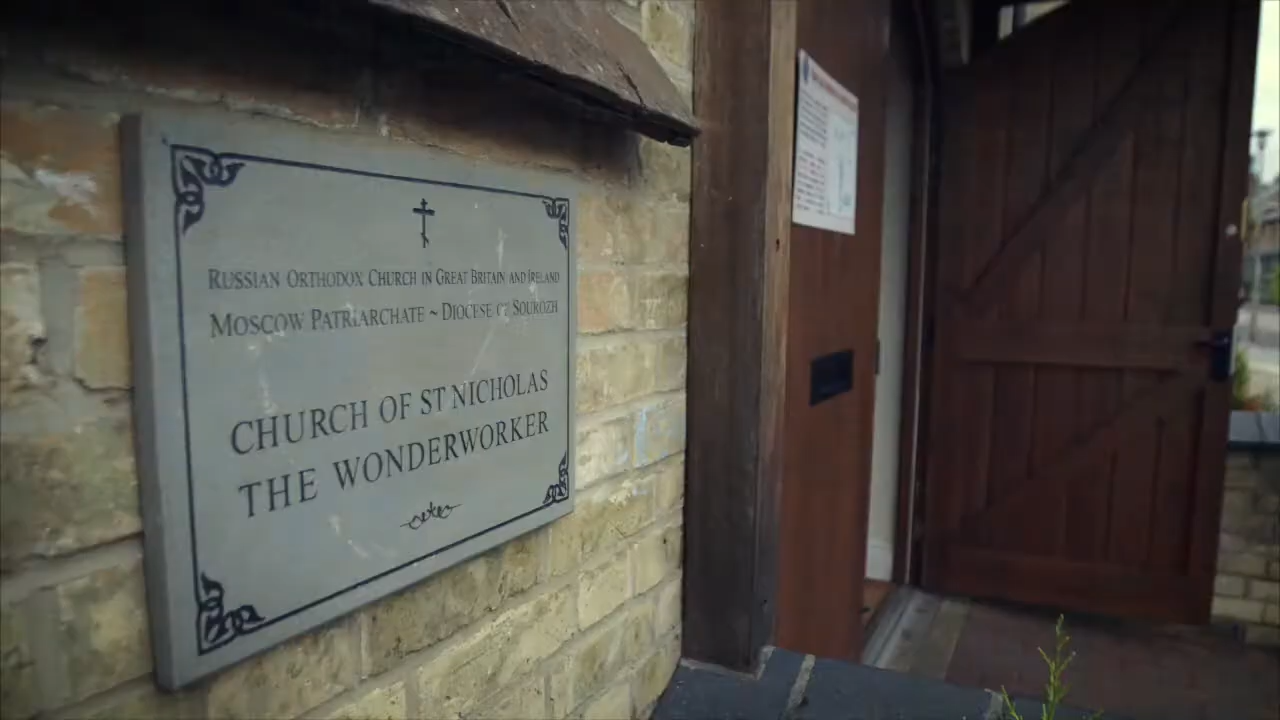 RUSSIAN ORTHODOX CHURCH IN GREAT BRITAIN AND IRELAND
MOSCOW PATRIARCHATE ~ DIOCESE OF SOUROZH
CHURCH OF ST NICHOLAS
THE WONDERWORKER